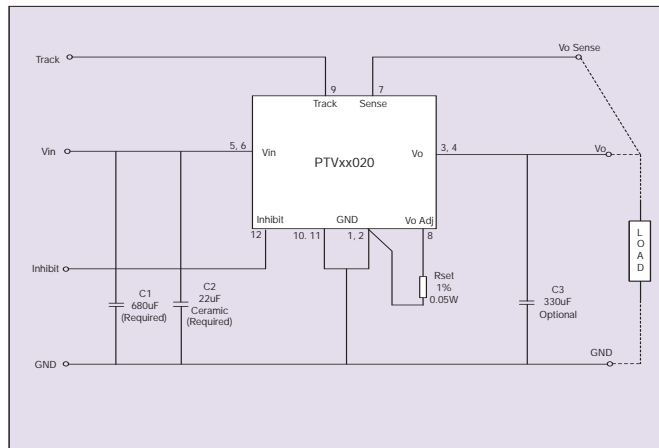 Track
Vo Sense
9
7
Track
Sense
Vin
5, 6
Vin
PTVxx020
Vo
3, 4
Vo
Inhibit
GND
Vo Adj
12
10. 11
1, 2
8
L
O
A
D
Inhibit
Rset
1%
0.05W
C1
680uF
(Required)
C2
22uF
Ceramic
(Required)
C3
330uF
Optional
GND
GND